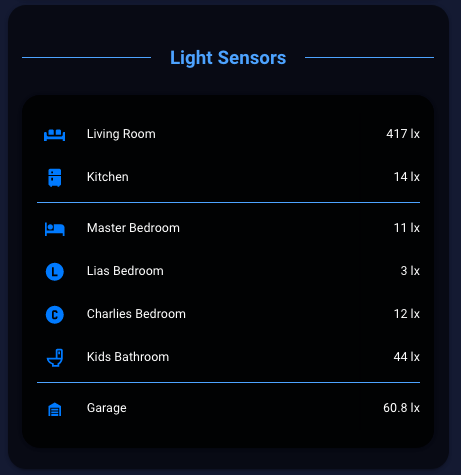 Light Sensors
Living Room 417 lx
Kitchen 14 lx
Master Bedroom 11 lx
L Lias Bedroom 3 lx
C Charlies Bedroom 12 lx
Kids Bathroom 44 lx
Garage 60.8 lx